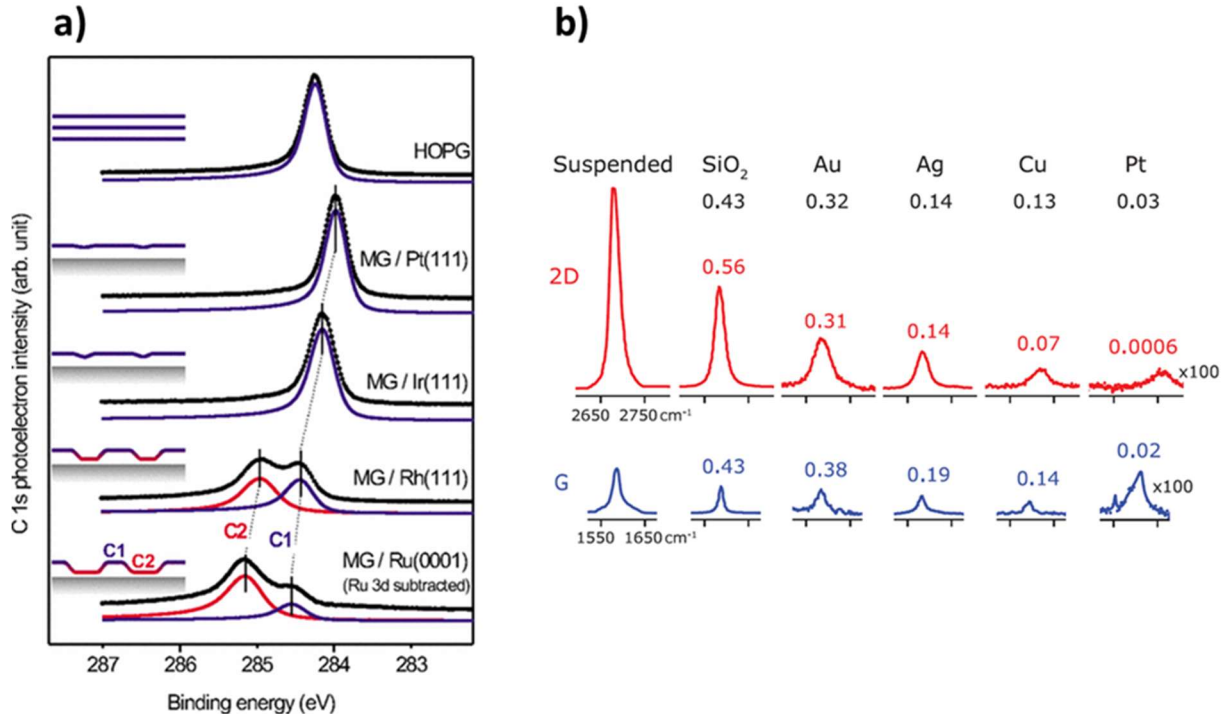 a)
C 1s photoelectron intensity (arb. unit)
HOPG
MG / Pt(111)
MG / Ir(111)
MG / Rh(111)
C2
C1
MG / Ru(0001)
(Ru 3d subtracted)
C1
C2
287 286 285 284 283
Binding energy (eV)
b)
Suspended SiO2 Au Ag Cu Pt
0.43 0.32 0.14 0.13 0.03
2D
0.56
0.31
0.14
0.07
0.0006
x100
2650 2750 cm-1
G
0.43
0.38
0.19
0.14
0.02
x100
1550 1650 cm-1